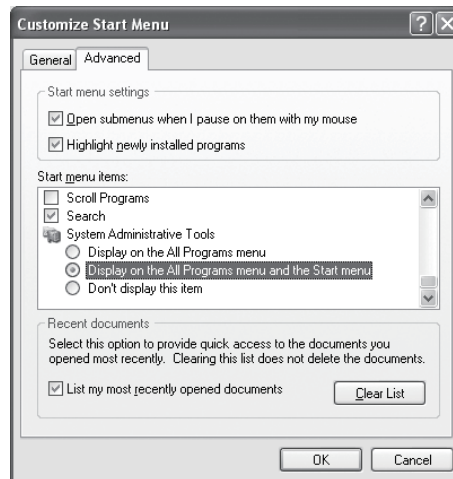 Customize Start Menu
General Advanced
Start menu settings
Open submenus when I pause on them with my mouse
Highlight newly installed programs
Start menu items:
Scroll Programs
Search
System Administrative Tools
Display on the All Programs menu
Display on the All Programs menu and the Start menu
Don't display this item
Recent documents
Select this option to provide quick access to the documents you
opened most recently. Clearing this list does not delete the documents.
List my most recently opened documents
Clear List
OK Cancel